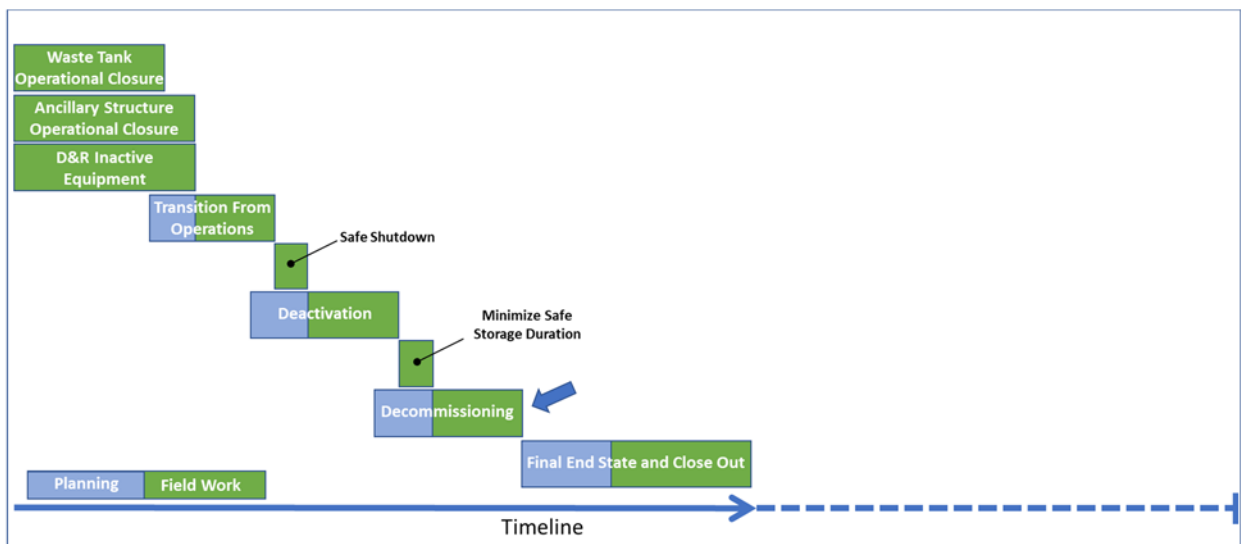 Waste Tank
Operational Closure
Ancillary Structure
Operational Closure
D&R Inactive
Equipment
Transition From
Operations
Safe Shutdown
Deactivation
Minimize Safe
Storage Duration
Decommissioning
Final End State and Close Out
Planning
Field Work
Timeline